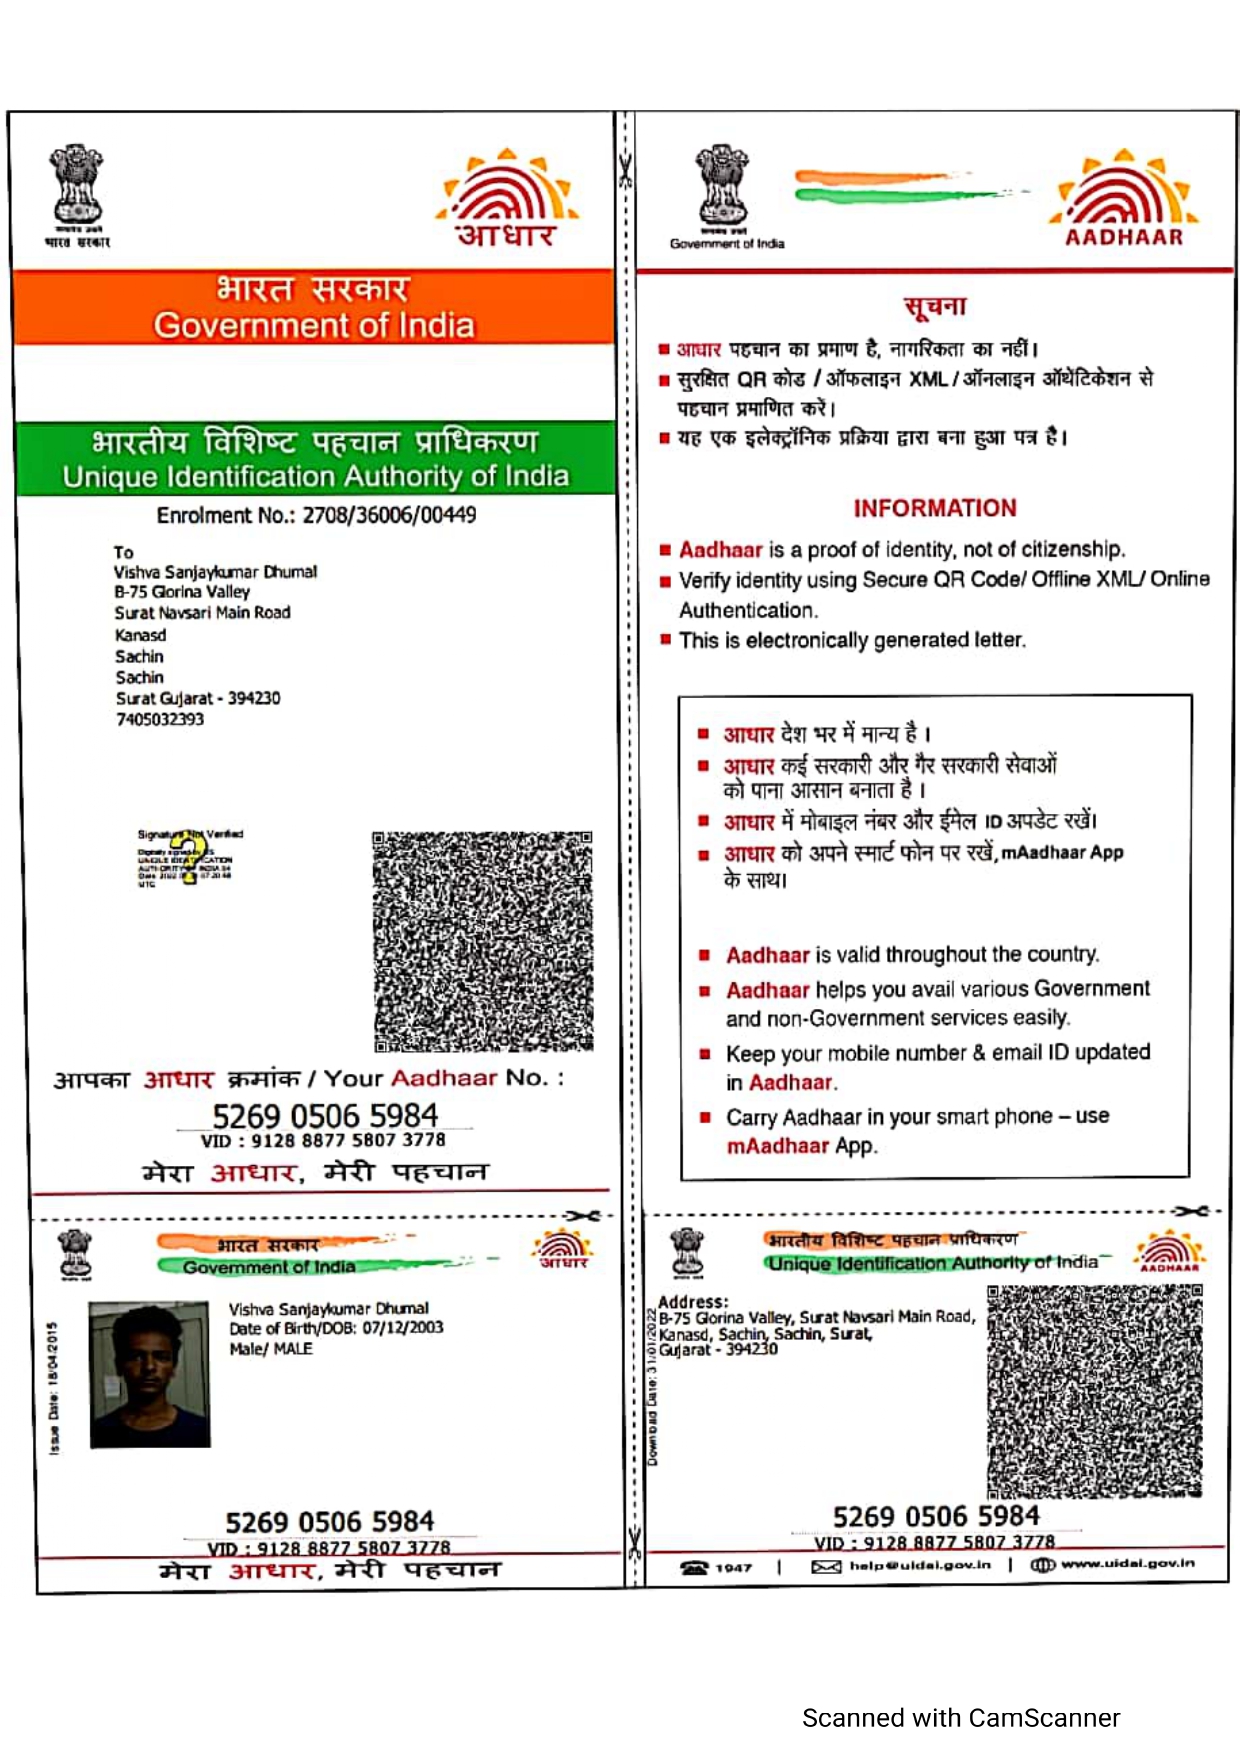 भारत सरकार
आधार
भारत सरकार
Government of India
भारतीय विशिष्ट पहचान प्राधिकरण
Unique Identification Authority of India
Enrolment No.: 2708/36006/00449
To
Vishva Sanjaykumar Dhumal
B-75 Glorina Valley
Surat Navsari Main Road
Kanasd
Sachin
Sachin
Surat Gujarat - 394230
7405032393
Signature Not Verified
आपका आधार क्रमांक / Your Aadhaar No. :
5269 0506 5984
VID : 9128 8877 5807 3778
मेरा आधार, मेरी पहचान
Government of India
AADHAAR
सूचना
आधार पहचान का प्रमाण है, नागरिकता का नहीं।
सुरक्षित QR कोड / ऑफलाइन XML / ऑनलाइन ऑथेंटिकेशन से
पहचान प्रमाणित करें।
यह एक इलेक्ट्रॉनिक प्रक्रिया द्वारा बना हुआ पत्र है।
INFORMATION
Aadhaar is a proof of identity, not of citizenship.
Verify identity using Secure QR Code/ Offline XML/ Online
Authentication.
This is electronically generated letter.
आधार देश भर में मान्य है ।
आधार कई सरकारी और गैर सरकारी सेवाओं
को पाना आसान बनाता है ।
आधार में मोबाइल नंबर और ईमेल ID अपडेट रखें।
आधार को अपने स्मार्ट फोन पर रखें, mAadhaar App
के साथ।
Aadhaar is valid throughout the country.
Aadhaar helps you avail various Government
and non-Government services easily.
Keep your mobile number & email ID updated
in Aadhaar.
Carry Aadhaar in your smart phone – use
mAadhaar App.
भारत सरकार
Government of India
आधार
Issue Date: 18/04/2015
Vishva Sanjaykumar Dhumal
Date of Birth/DOB: 07/12/2003
Male/ MALE
5269 0506 5984
VID : 9128 8877 5807 3778
मेरा आधार, मेरी पहचान
भारतीय विशिष्ट पहचान प्राधिकरण
Unique Identification Authority of India
AADHAAR
Download Date: 31/01/2022
Address:
B-75 Glorina Valley, Surat Navsari Main Road,
Kanasd, Sachin, Sachin, Surat,
Gujarat - 394230
5269 0506 5984
VID : 9128 8877 5807 3778
1947 | help@uidai.gov.in | www.uidai.gov.in
Scanned with CamScanner